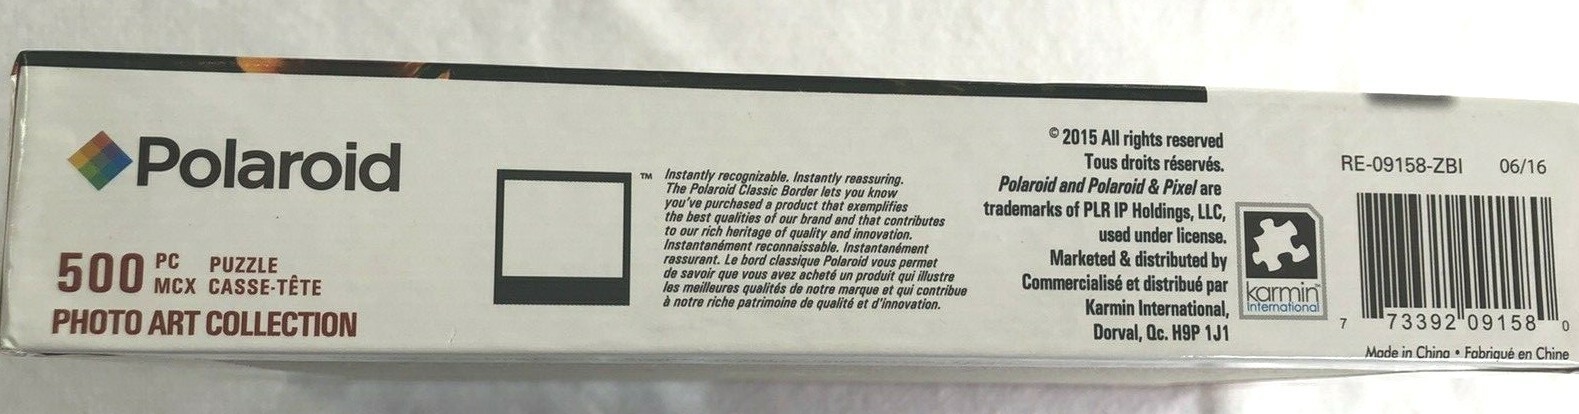 Polaroid
500 PC PUZZLE
MCX CASSE-TÊTE
PHOTO ART COLLECTION
™
Instantly recognizable. Instantly reassuring.
The Polaroid Classic Border lets you know
you've purchased a product that exemplifies
the best qualities of our brand and that contributes
to our rich heritage of quality and innovation.
Instantanément reconnaissable. Instantanément
rassurant. Le bord classique Polaroid vous permet
de savoir que vous avez acheté un produit qui illustre
les meilleures qualités de notre marque et qui contribue
à notre riche patrimoine de qualité et d'innovation.
© 2015 All rights reserved
Tous droits réservés.
Polaroid and Polaroid & Pixel are
trademarks of PLR IP Holdings, LLC,
used under license.
Marketed & distributed by
Commercialisé et distribué par
Karmin International,
Dorval, Qc. H9P 1J1
karmin™
international
RE-09158-ZBI 06/16
7 73392 09158 0
Made in China • Fabriqué en Chine